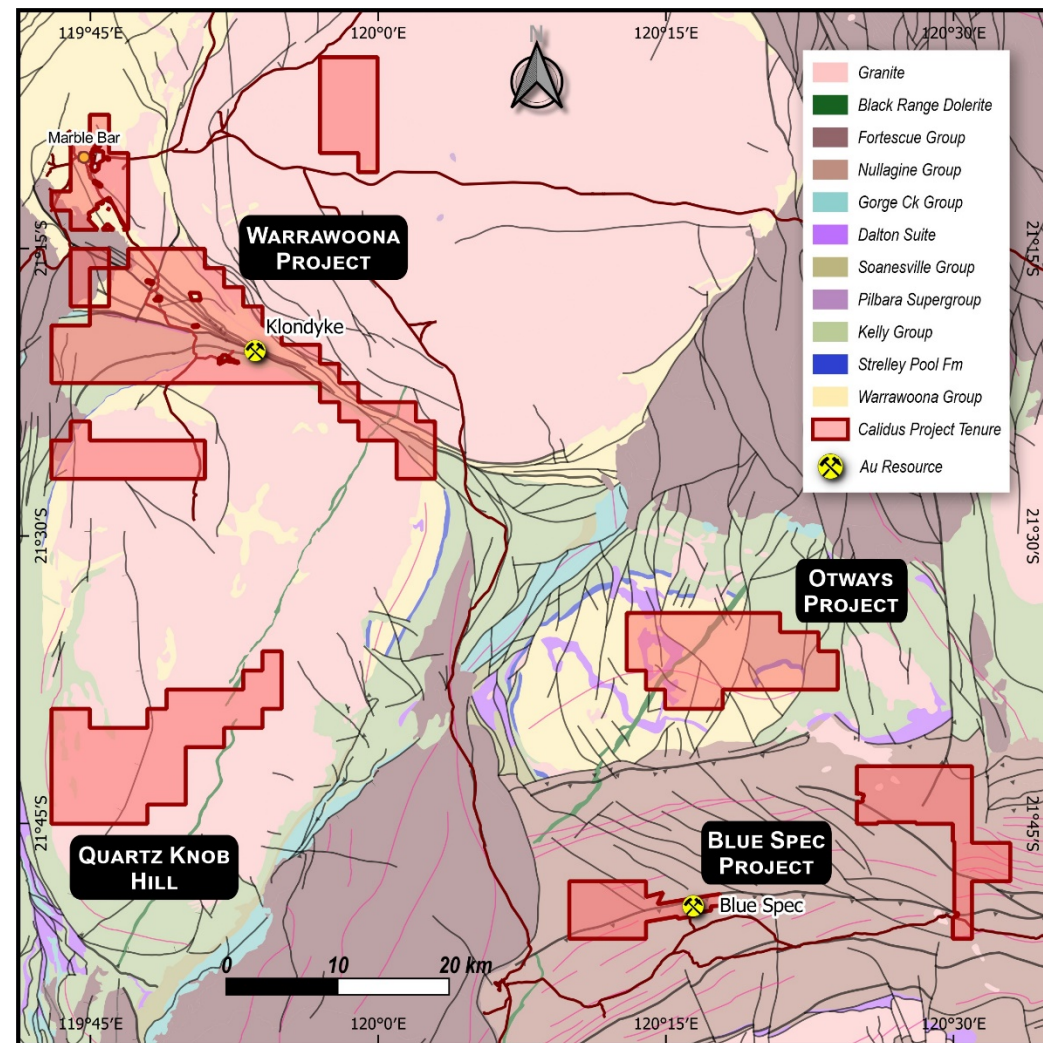 119°45'E
120°0'E
120°15'E
120°30'E
N
Granite
Black Range Dolerite
Fortescue Group
Nullagine Group
Gorge Ck Group
Dalton Suite
Soanesville Group
Pilbara Supergroup
Kelly Group
Strelley Pool Fm
Warrawoona Group
Calidus Project Tenure
Au Resource
Marble Bar
WARRAWOONA
PROJECT
21°15'S
21°15'S
Klondyke
21°30'S
21°30'S
OTWAYS
PROJECT
21°45'S
21°45'S
QUARTZ KNOB
HILL
BLUE SPEC
PROJECT
Blue Spec
0 10 20 km
119°45'E
120°0'E
120°15'E
120°30'E